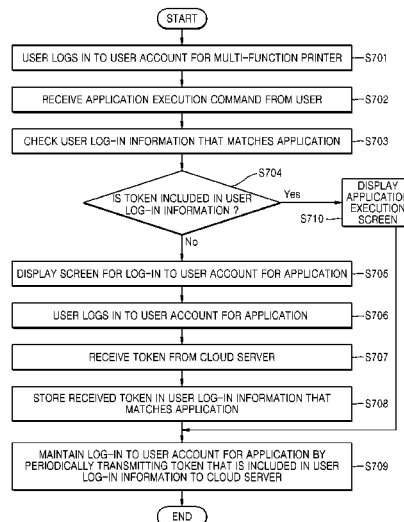 START
USER LOGS IN TO USER ACCOUNT FOR MULTI-FUNCTION PRINTER
S701
RECEIVE APPLICATION EXECUTION COMMAND FROM USER
S702
CHECK USER LOG-IN INFORMATION THAT MATCHES APPLICATION
S703
S704
IS TOKEN INCLUDED IN USER
LOG-IN INFORMATION ?
Yes
DISPLAY
APPLICATION
EXECUTION
SCREEN
S710
No
DISPLAY SCREEN FOR LOG-IN TO USER ACCOUNT FOR APPLICATION
S705
USER LOGS IN TO USER ACCOUNT FOR APPLICATION
S706
RECEIVE TOKEN FROM CLOUD SERVER
S707
STORE RECEIVED TOKEN IN USER LOG-IN INFORMATION THAT
MATCHES APPLICATION
S708
MAINTAIN LOG-IN TO USER ACCOUNT FOR APPLICATION BY
PERIODICALLY TRANSMITTING TOKEN THAT IS INCLUDED IN USER
LOG-IN INFORMATION TO CLOUD SERVER
S709
END